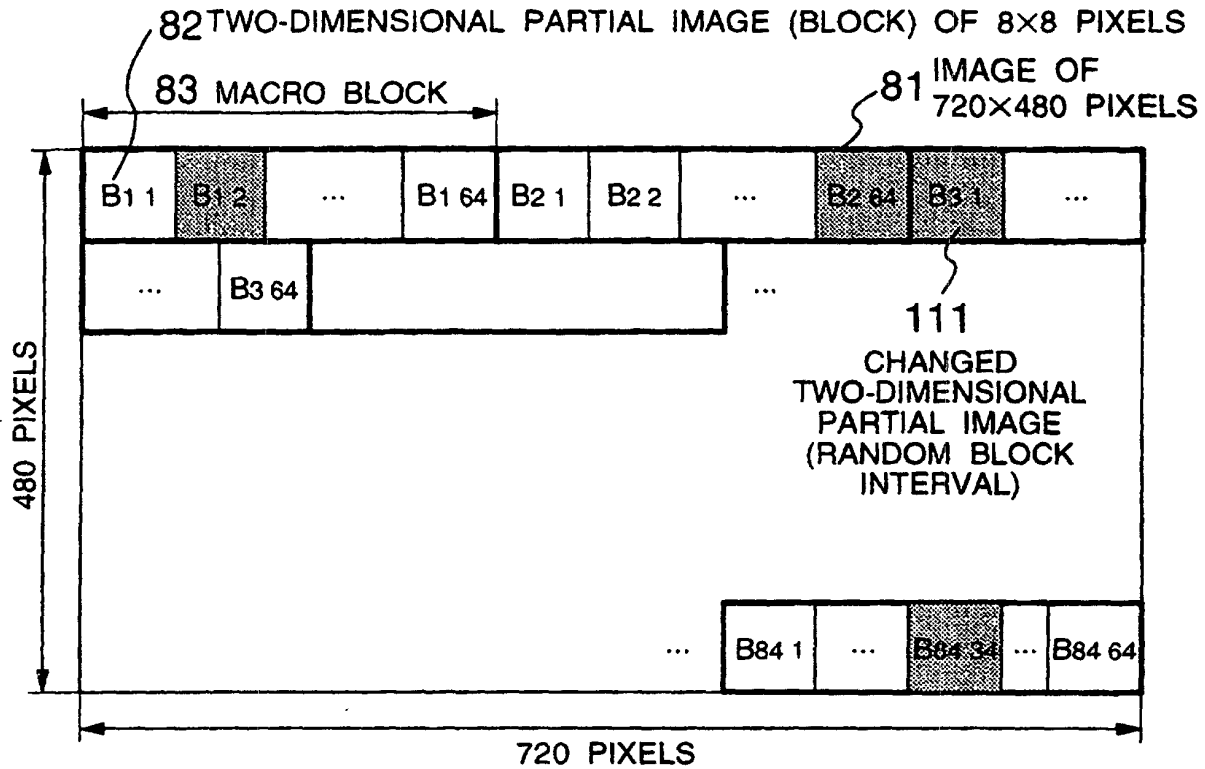 82 TWO-DIMENSIONAL PARTIAL IMAGE (BLOCK) OF 8×8 PIXELS
83 MACRO BLOCK
81 IMAGE OF
720×480 PIXELS
B1 1 B1 2 ... B1 64 B2 1 B2 2 ... B2 64 B3 1 ...
... B3 64 ...
111
CHANGED
TWO-DIMENSIONAL
PARTIAL IMAGE
(RANDOM BLOCK
INTERVAL)
480 PIXELS
... B84 1 ... B84 34 ... B84 64
720 PIXELS